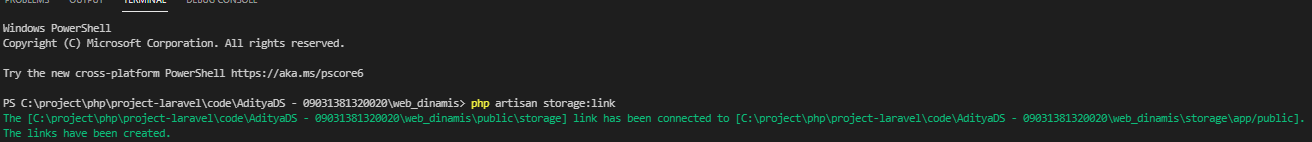 PROBLEMS OUTPUT TERMINAL DEBUG CONSOLE
Windows PowerShell
Copyright (C) Microsoft Corporation. All rights reserved.
Try the new cross-platform PowerShell https://aka.ms/pscore6
PS C:\project\php\project-laravel\code\AdityaDS - 09031381320020\web_dinamis> php artisan storage:link
The [C:\project\php\project-laravel\code\AdityaDS - 09031381320020\web_dinamis\public\storage] link has been connected to [C:\project\php\project-laravel\code\AdityaDS - 09031381320020\web_dinamis\storage\app/public].
The links have been created.